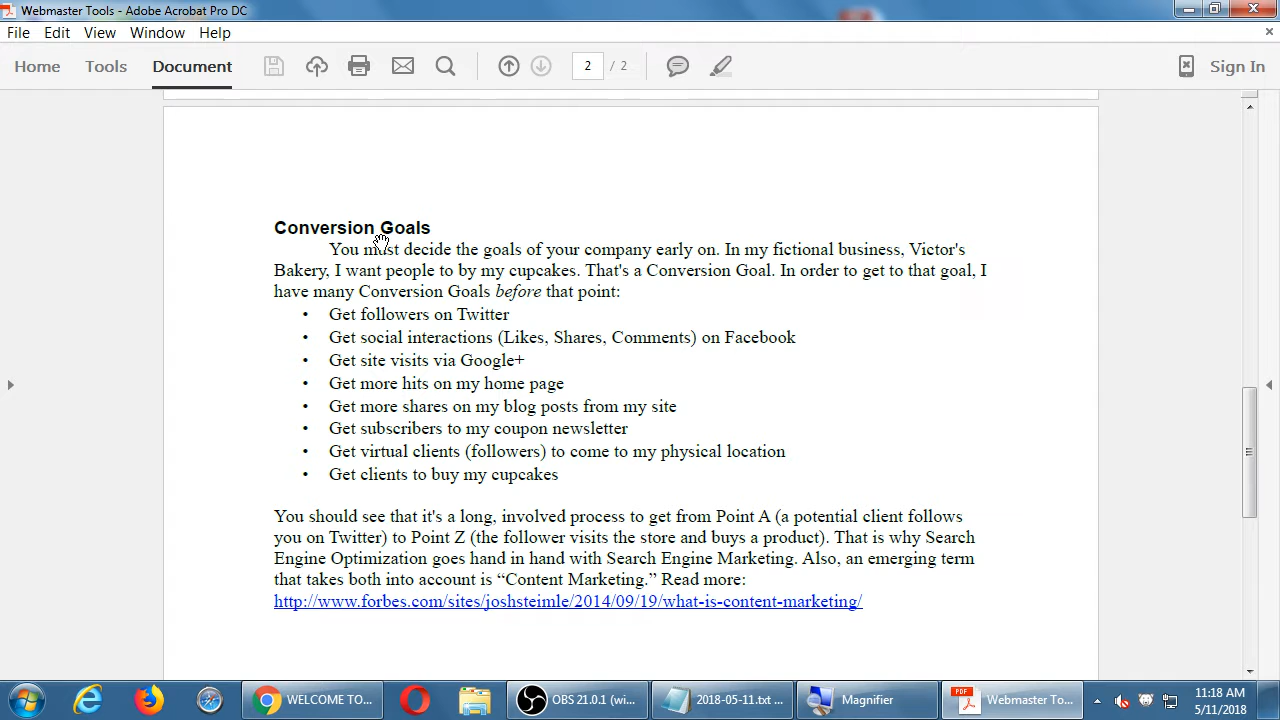 Webmaster Tools - Adobe Acrobat Pro DC
File Edit View Window Help
Home Tools Document 2 / 2 Sign In
Conversion Goals
You must decide the goals of your company early on. In my fictional business, Victor's
Bakery, I want people to by my cupcakes. That's a Conversion Goal. In order to get to that goal, I
have many Conversion Goals before that point:
• Get followers on Twitter
• Get social interactions (Likes, Shares, Comments) on Facebook
• Get site visits via Google+
• Get more hits on my home page
• Get more shares on my blog posts from my site
• Get subscribers to my coupon newsletter
• Get virtual clients (followers) to come to my physical location
• Get clients to buy my cupcakes
You should see that it's a long, involved process to get from Point A (a potential client follows
you on Twitter) to Point Z (the follower visits the store and buys a product). That is why Search
Engine Optimization goes hand in hand with Search Engine Marketing. Also, an emerging term
that takes both into account is “Content Marketing.” Read more:
http://www.forbes.com/sites/joshsteimle/2014/09/19/what-is-content-marketing/
WELCOME TO... OBS 21.0.1 (wi... 2018-05-11.txt ... Magnifier PDF Webmaster To... 11:18 AM
5/11/2018